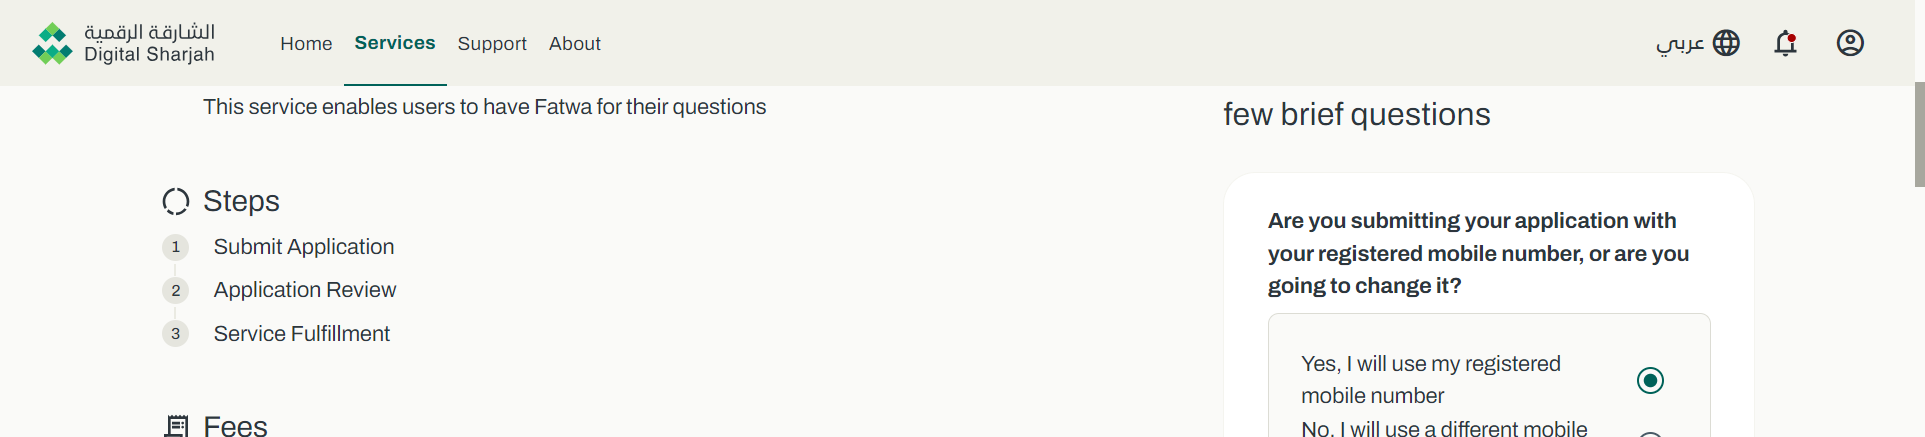 الشارقة الرقمية
Digital Sharjah
Home Services Support About
عربي
This service enables users to have Fatwa for their questions
Steps
1 Submit Application
2 Application Review
3 Service Fulfillment
Fees
few brief questions
Are you submitting your application with
your registered mobile number, or are you
going to change it?
Yes, I will use my registered
mobile number
No, I will use a different mobile